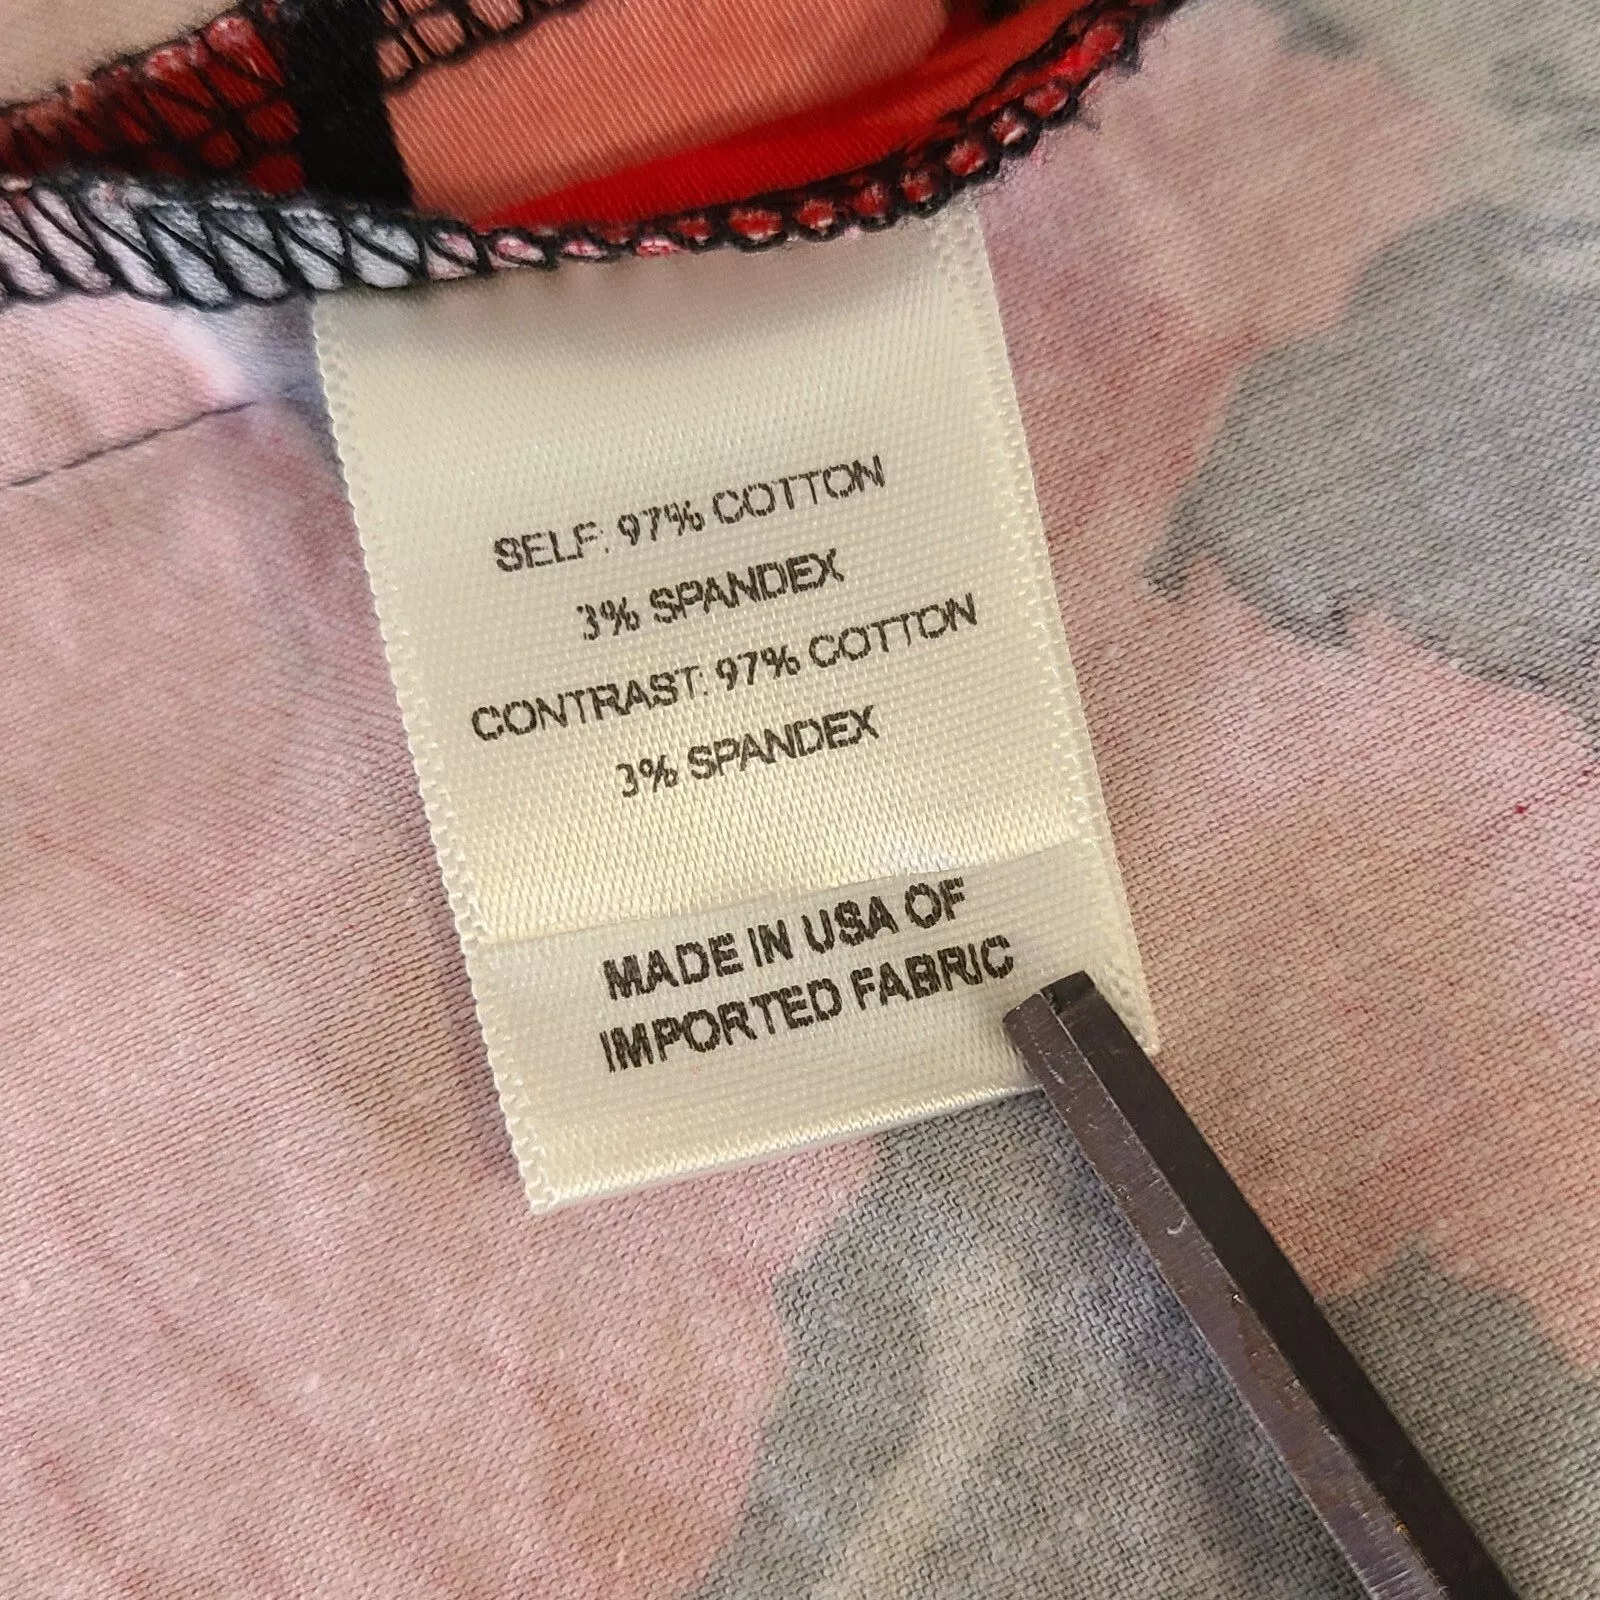 SELF: 97% COTTON
3% SPANDEX
CONTRAST: 97% COTTON
3% SPANDEX
MADE IN USA OF
IMPORTED FABRIC